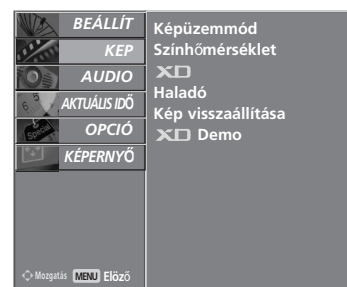 BEÁLLÍT
KEP
AUDIO
AKTUÁLIS IDŐ
OPCIÓ
KÉPERNYŐ
Mozgatás MENU Előző
Képüzemmód
Színhőmérséklet
XD
Haladó
Kép visszaállítása
XD Demo